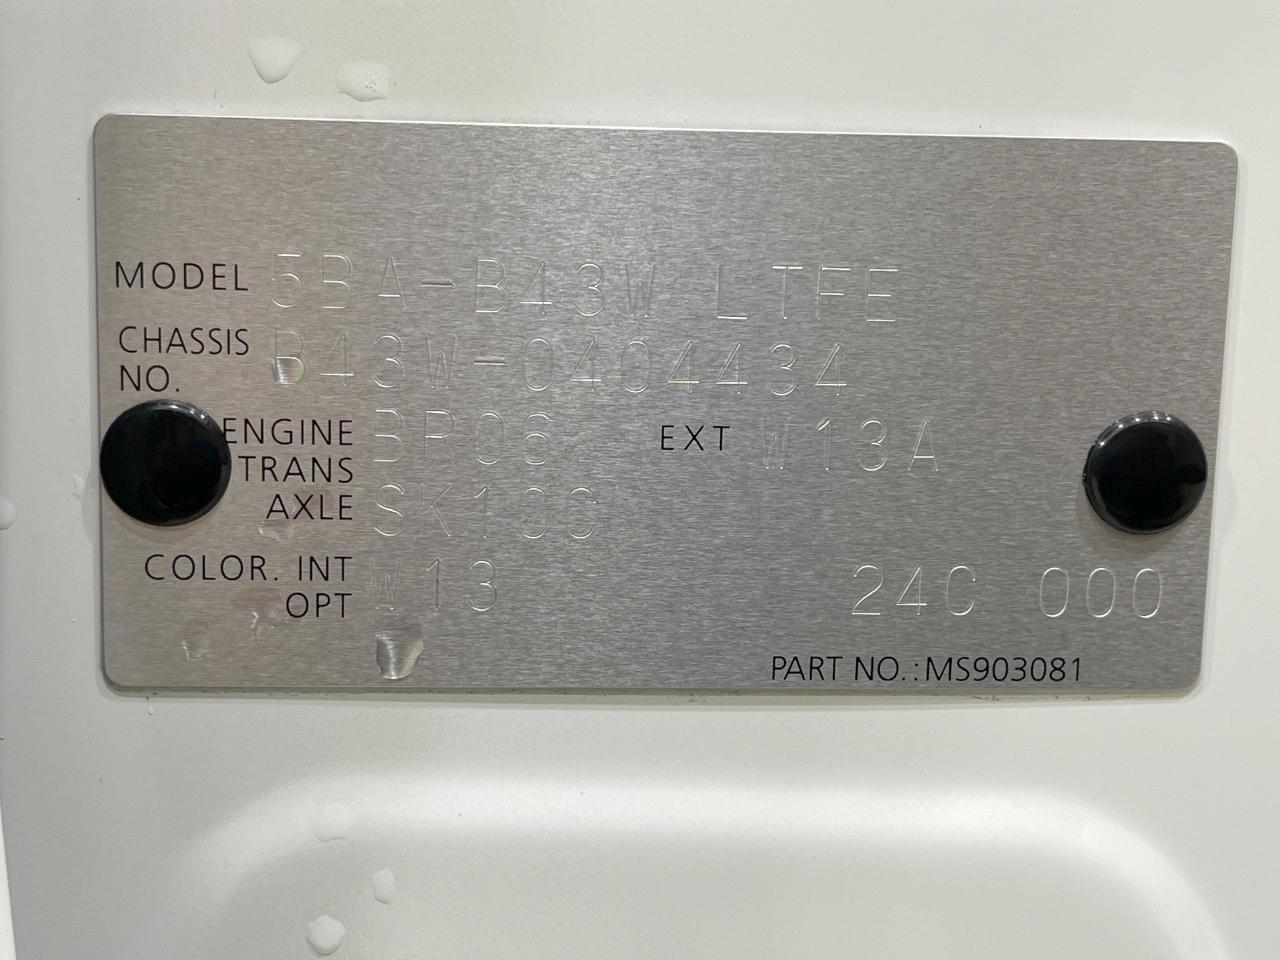 MODEL 5BA-B43W LTFE
CHASSIS NO. B43W-0404434
ENGINE BR06 EXT W13A
TRANS AXLE SK10C
COLOR. INT OPT W13 24C 000
PART NO.:MS903081